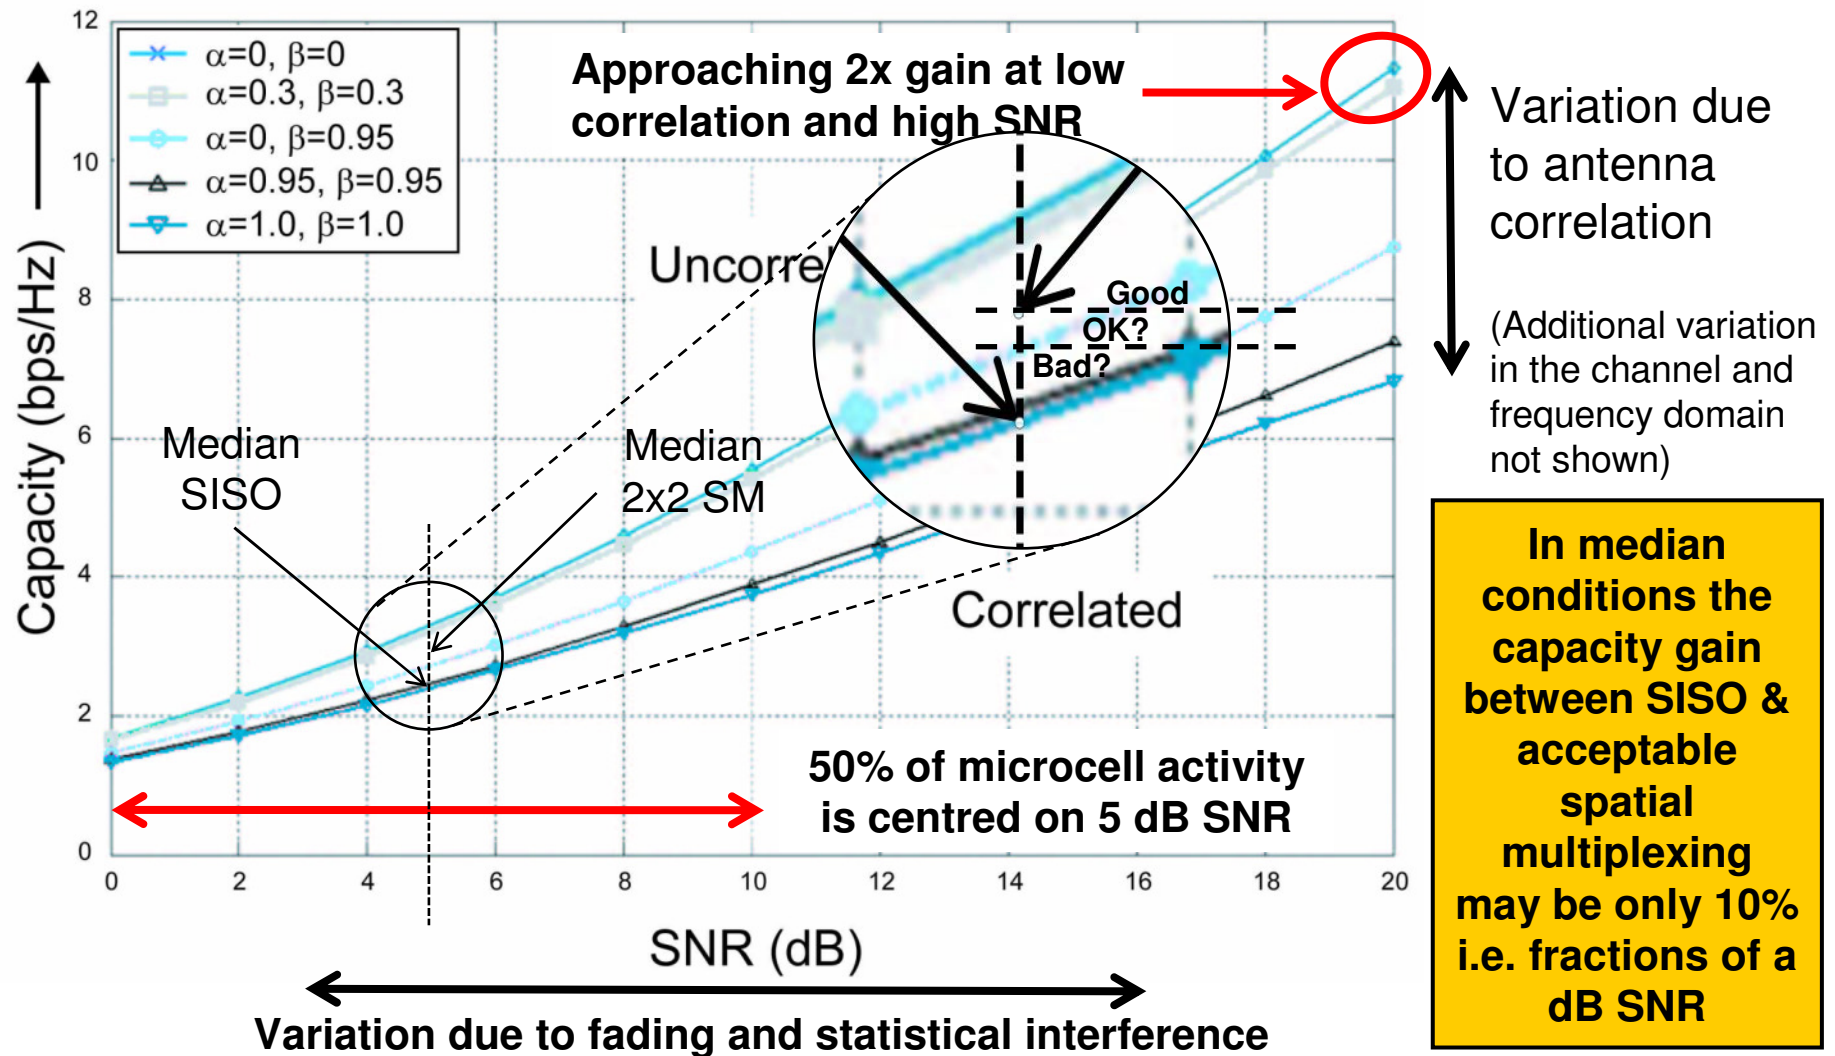 12
10
8
6
4
2
0
Capacity (bps/Hz)
α=0, β=0
α=0.3, β=0.3
α=0, β=0.95
α=0.95, β=0.95
α=1.0, β=1.0
Approaching 2x gain at low
correlation and high SNR
Variation due
to antenna
correlation
(Additional variation
in the channel and
frequency domain
not shown)
Uncorrel
Good
OK?
Bad?
Median
SISO
Median
2x2 SM
Correlated
50% of microcell activity
is centred on 5 dB SNR
0 2 4 6 8 10 12 14 16 18 20
SNR (dB)
Variation due to fading and statistical interference
In median
conditions the
capacity gain
between SISO &
acceptable
spatial
multiplexing
may be only 10%
i.e. fractions of a
dB SNR